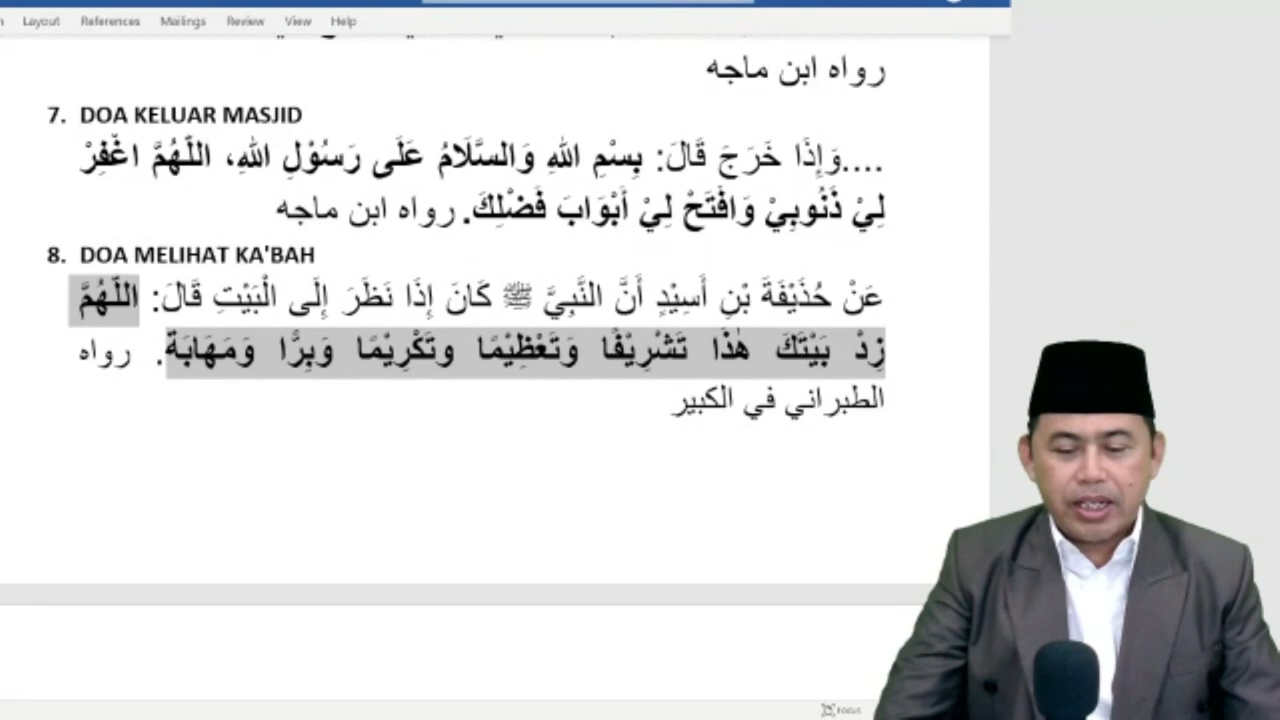 Layout References Mailings Review View Help
رواه ابن ماجه
7. DOA KELUAR MASJID
....وَإِذَا خَرَجَ قَالَ: بِسْمِ اللهِ وَالسَّلَامُ عَلَى رَسُوْلِ اللهِ، اللّٰهُمَّ اغْفِرْ
لِيْ ذُنُوبِيْ وَافْتَحْ لِيْ أَبْوَابَ فَضْلِكَ. رواه ابن ماجه
8. DOA MELIHAT KA'BAH
عَنْ حُذَيْفَةَ بْنِ أَسِيْدٍ أَنَّ النَّبِيَّ ﷺ كَانَ إِذَا نَظَرَ إِلَى الْبَيْتِ قَالَ: اللّٰهُمَّ
زِدْ بَيْتَكَ هٰذَا تَشْرِيْفًا وَتَعْظِيْمًا وتَكْرِيْمًا وَبِرًّا وَمَهَابَةً. رواه
الطبراني في الكبير
Focus